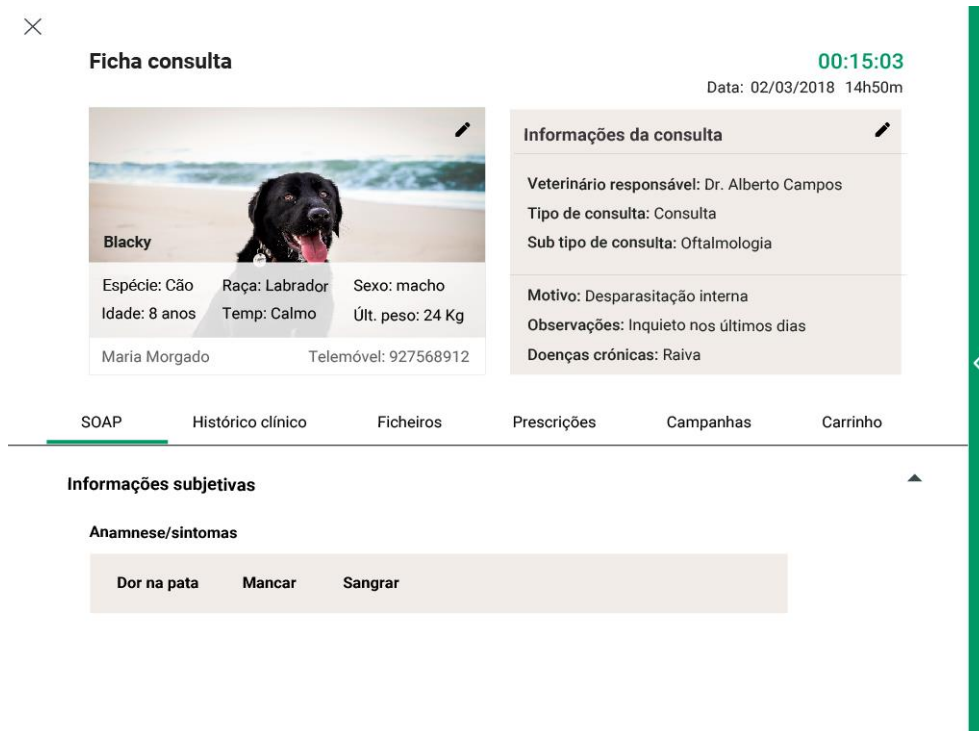 Ficha consulta
00:15:03
Data: 02/03/2018 14h50m
Blacky
Espécie: Cão Raça: Labrador Sexo: macho
Idade: 8 anos Temp: Calmo Últ. peso: 24 Kg
Maria Morgado Telemóvel: 927568912
Informações da consulta
Veterinário responsável: Dr. Alberto Campos
Tipo de consulta: Consulta
Sub tipo de consulta: Oftalmologia
Motivo: Desparasitação interna
Observações: Inquieto nos últimos dias
Doenças crónicas: Raiva
SOAP Histórico clínico Ficheiros Prescrições Campanhas Carrinho
Informações subjetivas
Anamnese/sintomas
Dor na pata Mancar Sangrar